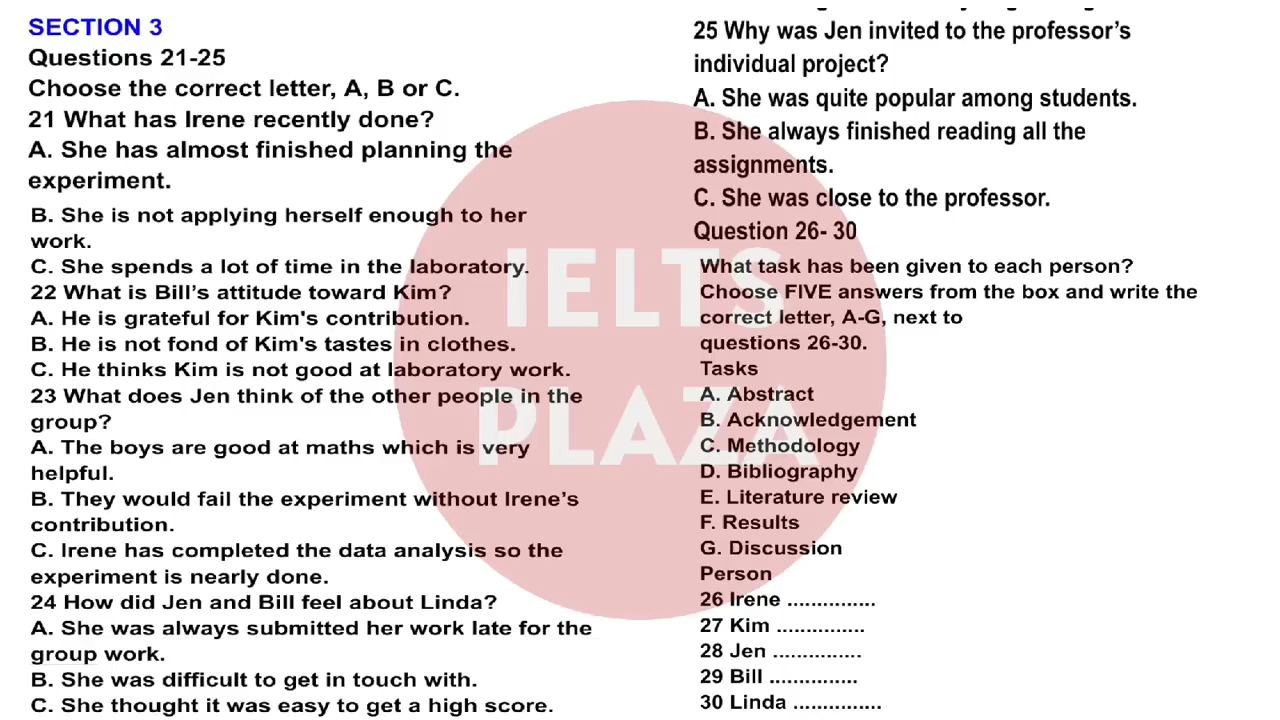 SECTION 3
Questions 21-25
Choose the correct letter, A, B or C.
21 What has Irene recently done?
A. She has almost finished planning the
experiment.
B. She is not applying herself enough to her
work.
C. She spends a lot of time in the laboratory.
22 What is Bill's attitude toward Kim?
A. He is grateful for Kim's contribution.
B. He is not fond of Kim's tastes in clothes.
C. He thinks Kim is not good at laboratory work.
23 What does Jen think of the other people in the
group?
A. The boys are good at maths which is very
helpful.
B. They would fail the experiment without Irene's
contribution.
C. Irene has completed the data analysis so the
experiment is nearly done.
24 How did Jen and Bill feel about Linda?
A. She was always submitted her work late for the
group work.
B. She was difficult to get in touch with.
C. She thought it was easy to get a high score.
25 Why was Jen invited to the professor's
individual project?
A. She was quite popular among students.
B. She always finished reading all the
assignments.
C. She was close to the professor.
Question 26- 30
What task has been given to each person?
Choose FIVE answers from the box and write the
correct letter, A-G, next to
questions 26-30.
Tasks
A. Abstract
B. Acknowledgement
C. Methodology
D. Bibliography
E. Literature review
F. Results
G. Discussion
Person
26 Irene ...............
27 Kim ...............
28 Jen ...............
29 Bill ...............
30 Linda ...............
IELTS
PLAZA